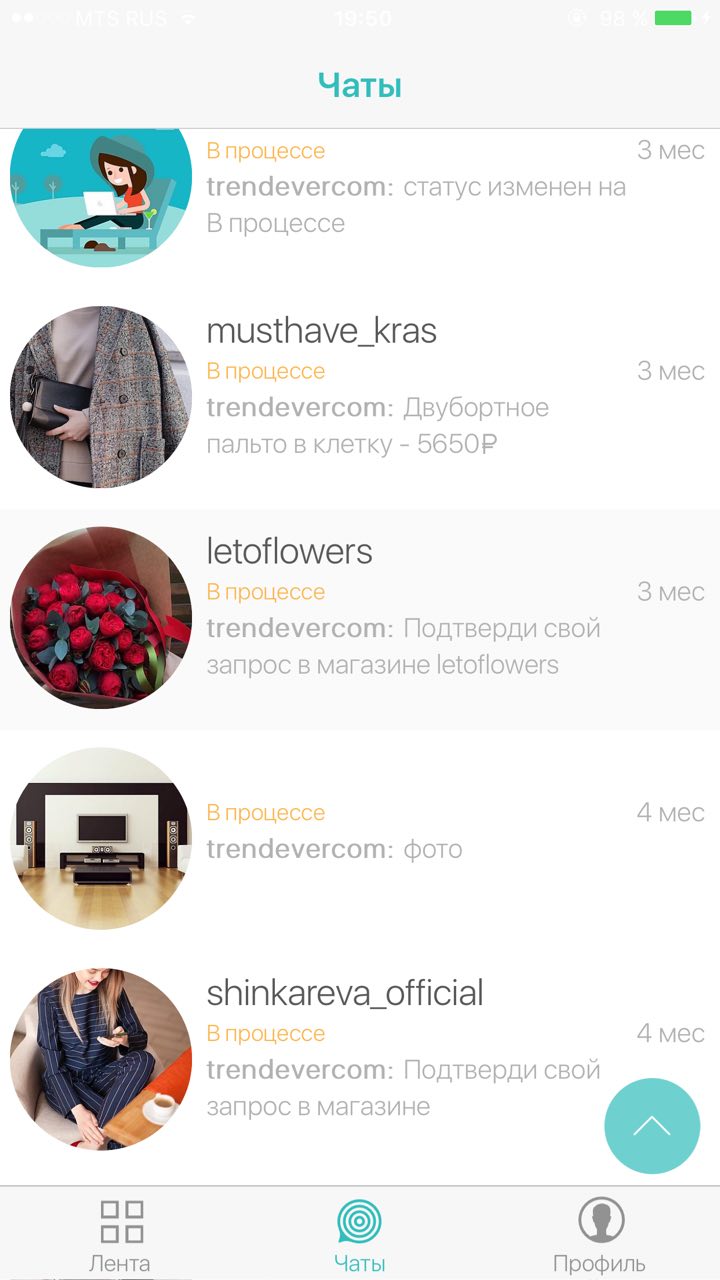 MTS RUS 19:50 98 %
Чаты
В процессе 3 мес
trendevercom: статус изменен на
В процессе
musthave_kras
В процессе 3 мес
trendevercom: Двубортное
пальто в клетку - 5650₽
letoflowers
В процессе 3 мес
trendevercom: Подтверди свой
запрос в магазине letoflowers
В процессе 4 мес
trendevercom: фото
shinkareva_official
В процессе 4 мес
trendevercom: Подтверди свой
запрос в магазине
Лента Чаты Профиль